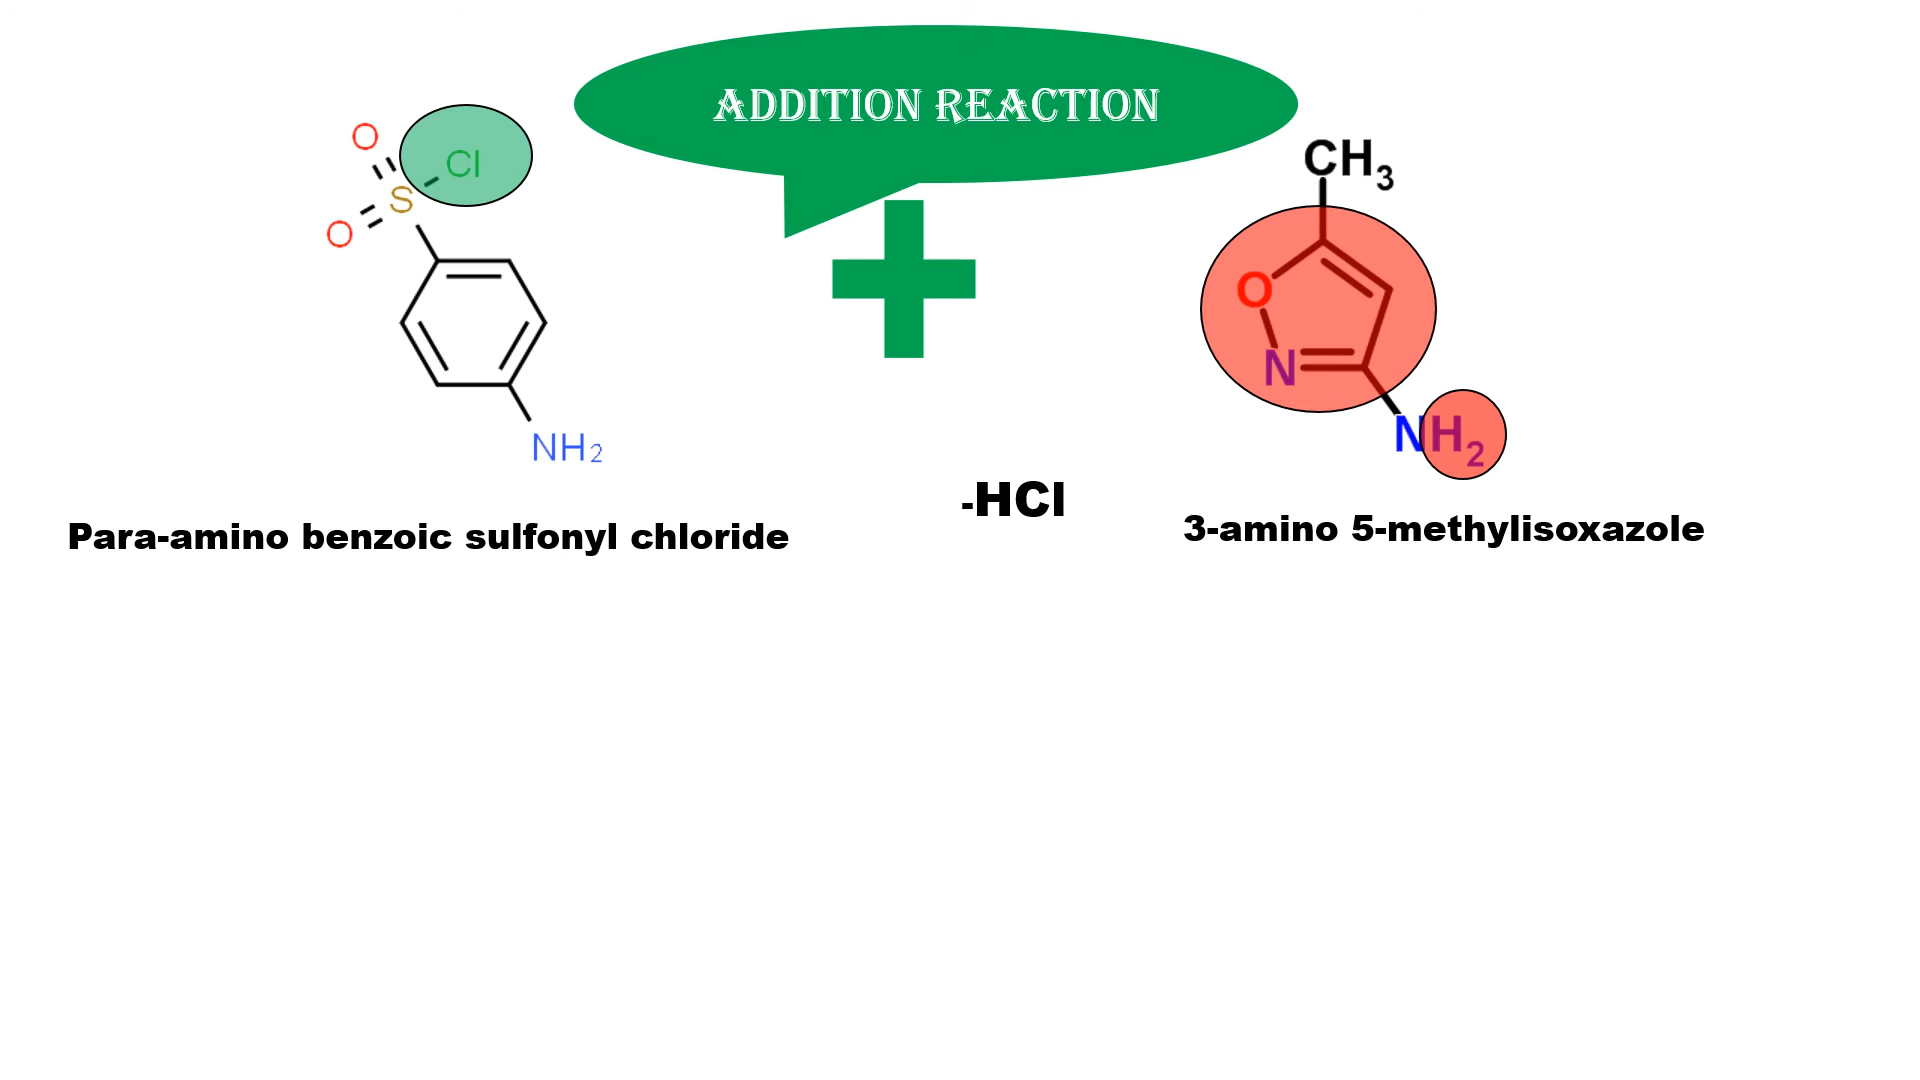 ADDITION REACTION
O
Cl
S
O
NH2
CH3
O
N
NH2
-HCl
Para-amino benzoic sulfonyl chloride
3-amino 5-methylisoxazole